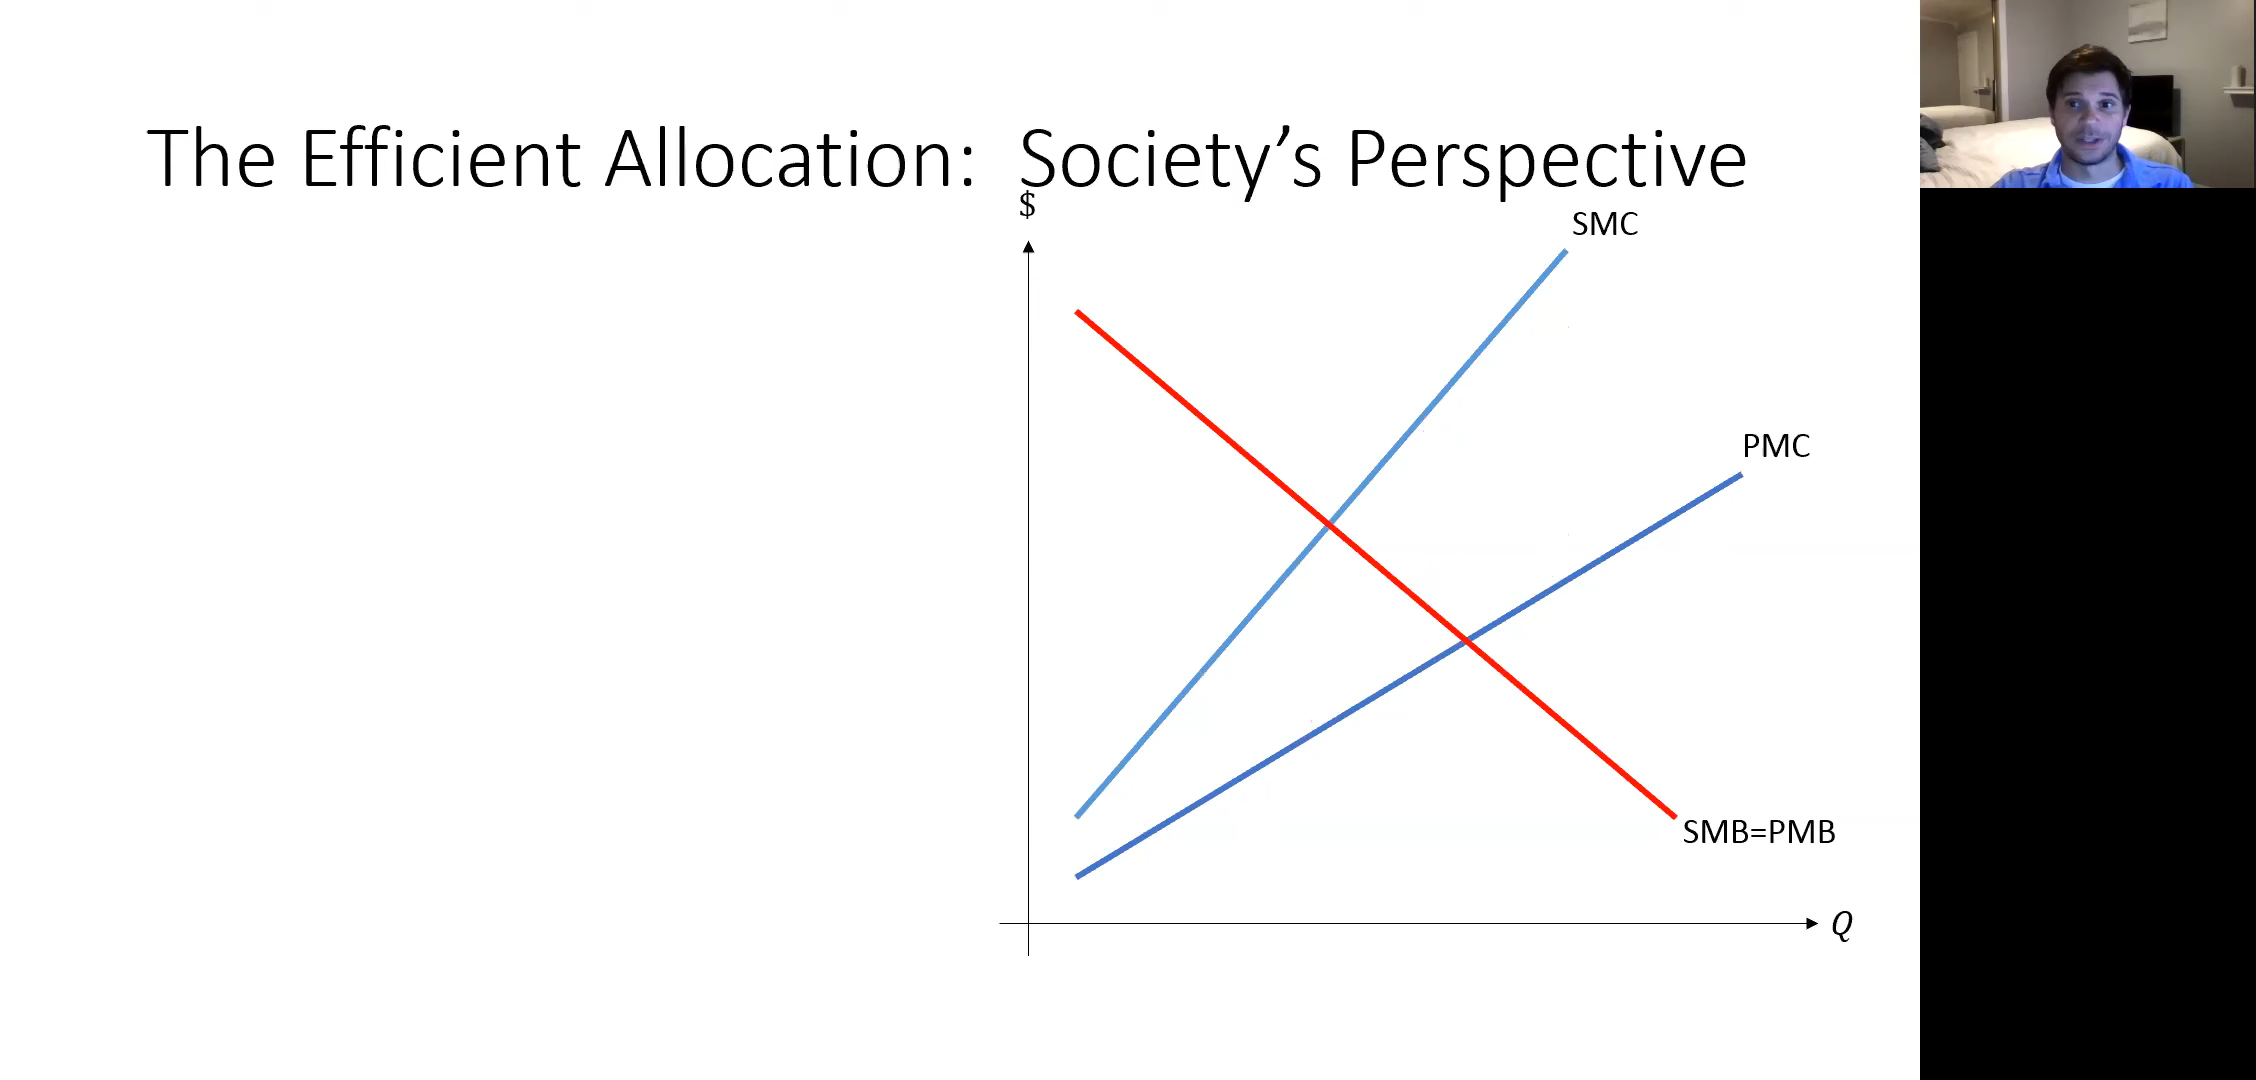 The Efficient Allocation: Society’s Perspective
$
SMC
PMC
SMB=PMB
Q